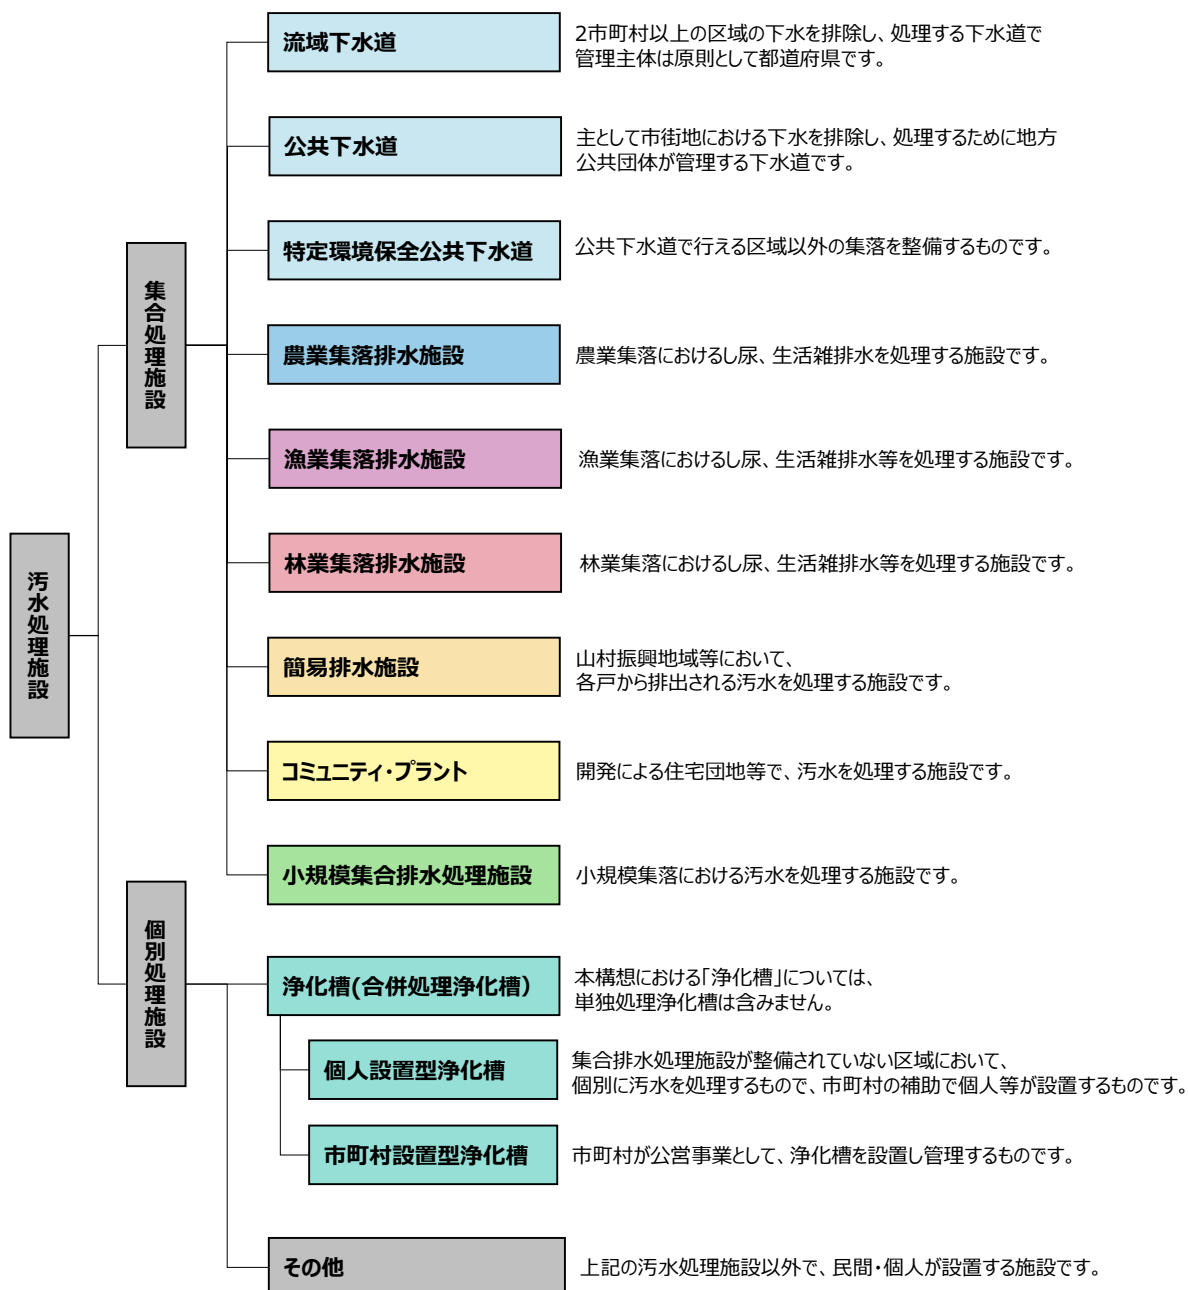 流域下水道
2市町村以上の区域の下水を排除し、処理する下水道で
管理主体は原則として都道府県です。
公共下水道
主として市街地における下水を排除し、処理するために地方
公共団体が管理する下水道です。
特定環境保全公共下水道
公共下水道で行える区域以外の集落を整備するものです。
集合処理施設
農業集落排水施設
農業集落におけるし尿、生活雑排水を処理する施設です。
漁業集落排水施設
漁業集落におけるし尿、生活雑排水等を処理する施設です。
林業集落排水施設
林業集落におけるし尿、生活雑排水等を処理する施設です。
汚水処理施設
簡易排水施設
山村振興地域等において、
各戸から排出される汚水を処理する施設です。
コミュニティ・プラント
開発による住宅団地等で、汚水を処理する施設です。
小規模集合排水処理施設
小規模集落における汚水を処理する施設です。
個別処理施設
浄化槽(合併処理浄化槽）
本構想における「浄化槽」については、
単独処理浄化槽は含みません。
個人設置型浄化槽
集合排水処理施設が整備されていない区域において、
個別に汚水を処理するもので、市町村の補助で個人等が設置するものです。
市町村設置型浄化槽
市町村が公営事業として、浄化槽を設置し管理するものです。
その他
上記の汚水処理施設以外で、民間・個人が設置する施設です。